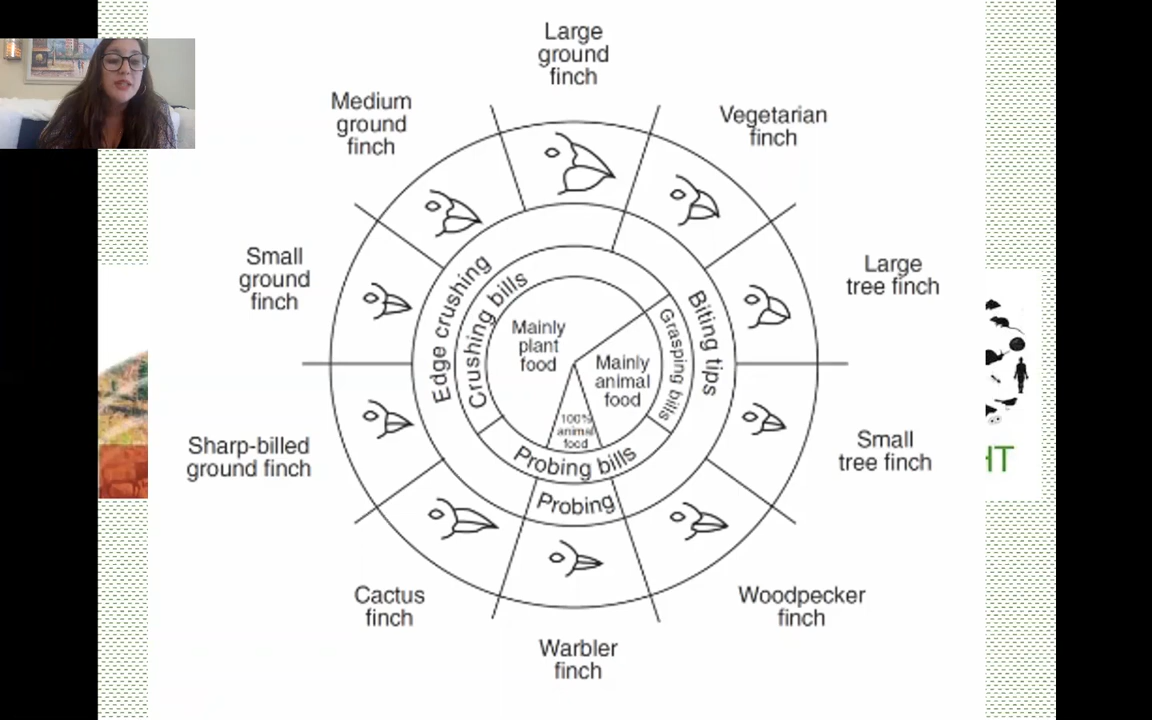 Large
ground
finch
Medium
ground
finch
Vegetarian
finch
Small
ground
finch
Large
tree finch
Edge crushing
Crushing bills
Biting tips
Grasping bills
Mainly
plant
food
Mainly
animal
food
100%
animal
food
Probing bills
Probing
Sharp-billed
ground finch
Small
tree finch
HT
Cactus
finch
Woodpecker
finch
Warbler
finch